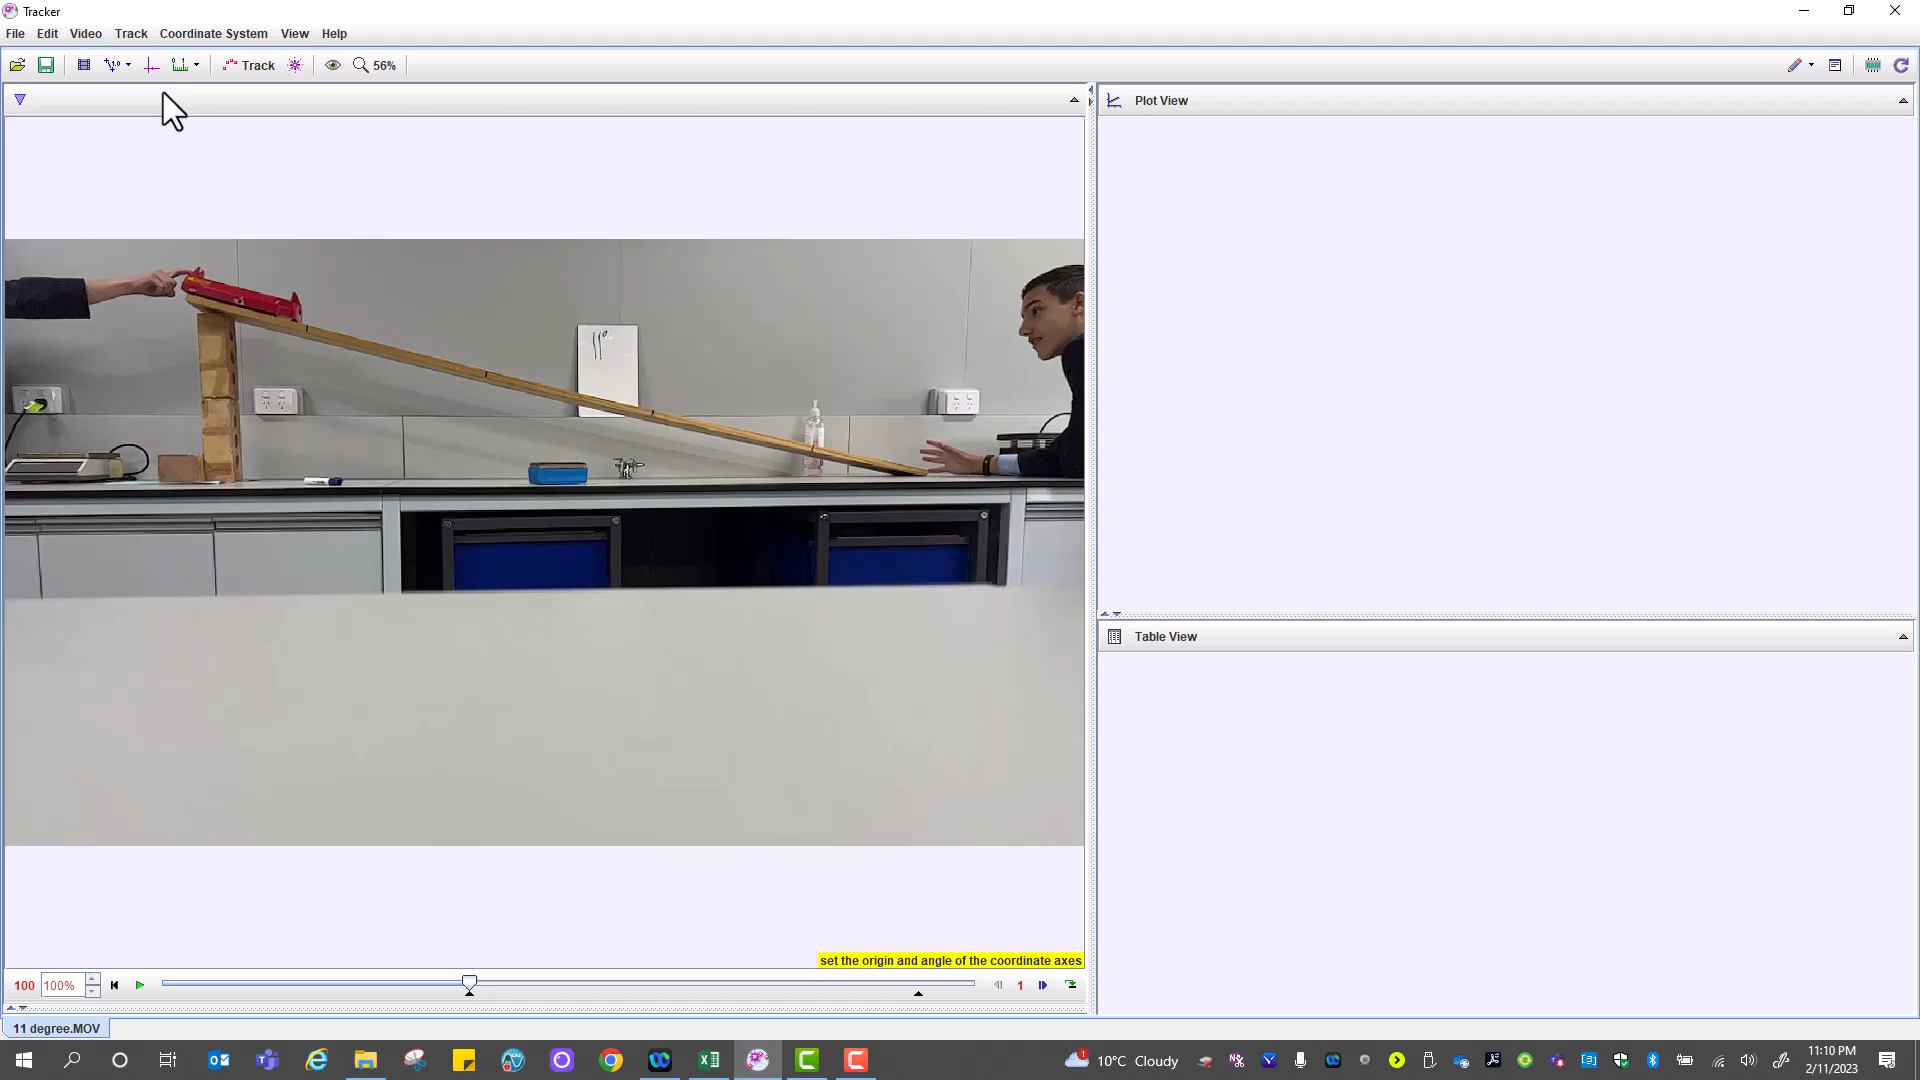 Tracker
File Edit Video Track Coordinate System View Help
Track 56%
Plot View
11°
Table View
set the origin and angle of the coordinate axes
100 100% 1
11 degree.MOV
1 10°C Cloudy
11:10 PM
2/11/2023